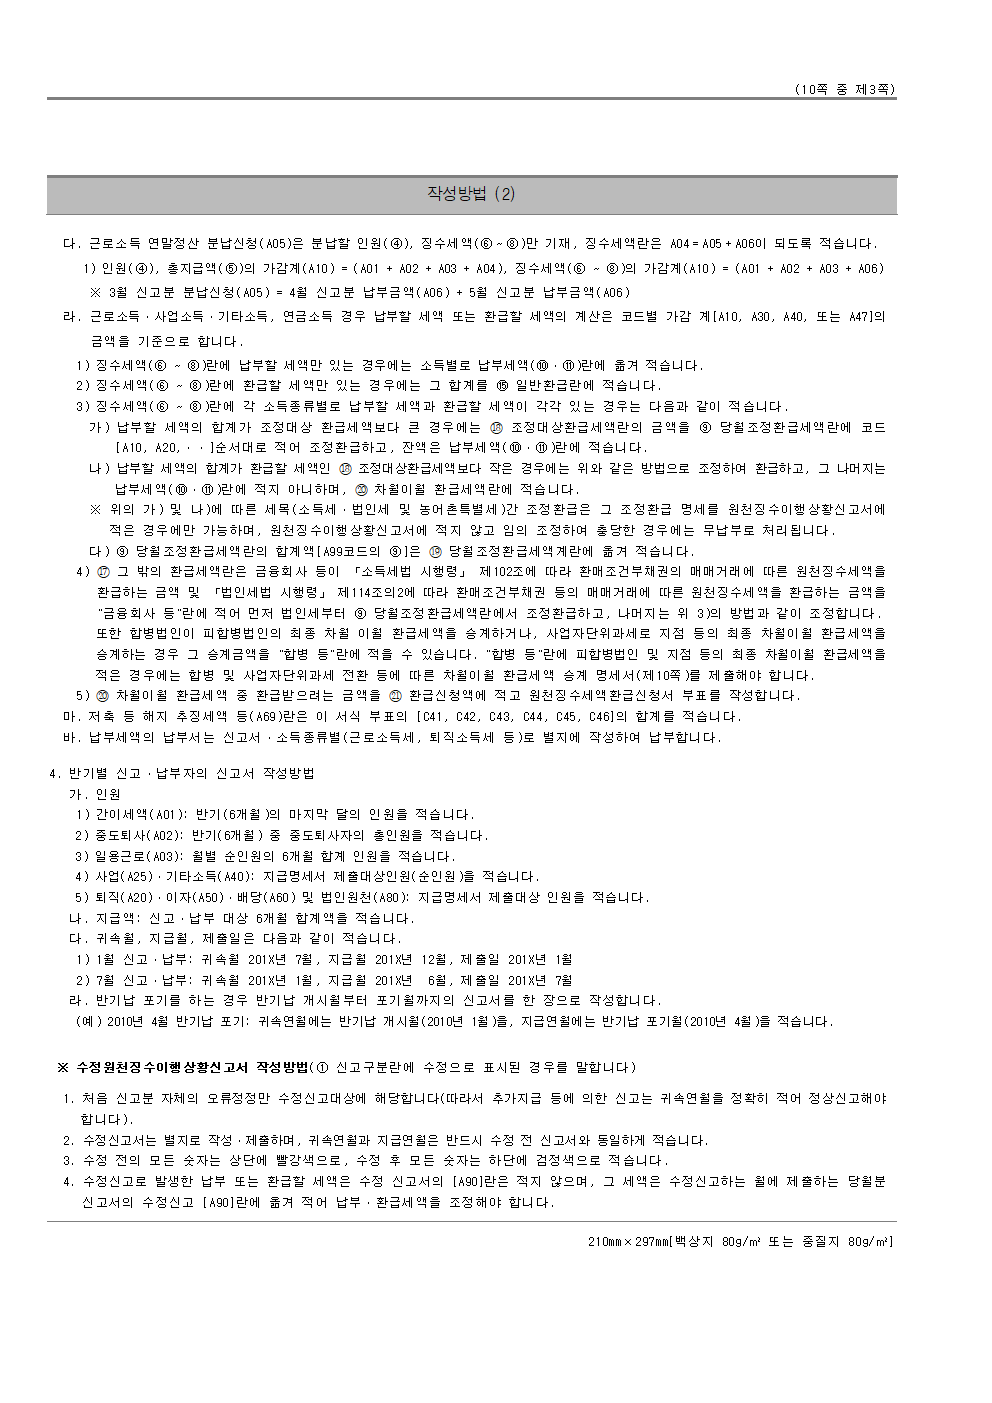 (10쪽 중 제3쪽)
작성방법 (2)
다. 근로소득 연말정산 분납신청(A05)은 분납할 인원(④), 징수세액(⑥~⑧)만 기재, 징수세액란은 A04=A05+A06이 되도록 적습니다.
1) 인원(④), 총지급액(⑤)의 가감계(A10) = (A01 + A02 + A03 + A04), 징수세액(⑥ ~ ⑧)의 가감계(A10) = (A01 + A02 + A03 + A06)
※ 3월 신고분 분납신청(A05) = 4월 신고분 납부금액(A06) + 5월 신고분 납부금액(A06)
라. 근로소득ㆍ사업소득ㆍ기타소득, 연금소득 경우 납부할 세액 또는 환급할 세액의 계산은 코드별 가감 계[A10, A30, A40, 또는 A47]의
금액을 기준으로 합니다.
1) 징수세액(⑥ ~ ⑧)란에 납부할 세액만 있는 경우에는 소득별로 납부세액(⑩ㆍ⑪)란에 옮겨 적습니다.
2) 징수세액(⑥ ~ ⑧)란에 환급할 세액만 있는 경우에는 그 합계를 ⑮ 일반환급란에 적습니다.
3) 징수세액(⑥ ~ ⑧)란에 각 소득종류별로 납부할 세액과 환급할 세액이 각각 있는 경우는 다음과 같이 적습니다.
가) 납부할 세액의 합계가 조정대상 환급세액보다 큰 경우에는 ⑱ 조정대상환급세액란의 금액을 ⑨ 당월조정환급세액란에 코드
[A10, A20,ㆍㆍ]순서대로 적어 조정환급하고, 잔액은 납부세액(⑩ㆍ⑪)란에 적습니다.
나) 납부할 세액의 합계가 환급할 세액인 ⑱ 조정대상환급세액보다 작은 경우에는 위와 같은 방법으로 조정하여 환급하고, 그 나머지는
납부세액(⑩ㆍ⑪)란에 적지 아니하며, ⑳ 차월이월 환급세액란에 적습니다.
※ 위의 가) 및 나)에 따른 세목(소득세ㆍ법인세 및 농어촌특별세)간 조정환급은 그 조정환급 명세를 원천징수이행상황신고서에
적은 경우에만 가능하며, 원천징수이행상황신고서에 적지 않고 임의 조정하여 충당한 경우에는 무납부로 처리됩니다.
다) ⑨ 당월조정환급세액란의 합계액[A99코드의 ⑨]은 ⑲ 당월조정환급세액계란에 옮겨 적습니다.
4) ⑰ 그 밖의 환급세액란은 금융회사 등이 「소득세법 시행령」 제102조에 따라 환매조건부채권의 매매거래에 따른 원천징수세액을
환급하는 금액 및 「법인세법 시행령」 제114조의2에 따라 환매조건부채권 등의 매매거래에 따른 원천징수세액을 환급하는 금액을
"금융회사 등"란에 적어 먼저 법인세부터 ⑨ 당월조정환급세액란에서 조정환급하고, 나머지는 위 3)의 방법과 같이 조정합니다.
또한 합병법인이 피합병법인의 최종 차월 이월 환급세액을 승계하거나, 사업자단위과세로 지점 등의 최종 차월이월 환급세액을
승계하는 경우 그 승계금액을 "합병 등"란에 적을 수 있습니다. "합병 등"란에 피합병법인 및 지점 등의 최종 차월이월 환급세액을
적은 경우에는 합병 및 사업자단위과세 전환 등에 따른 차월이월 환급세액 승계 명세서(제10쪽)를 제출해야 합니다.
5) ⑳ 차월이월 환급세액 중 환급받으려는 금액을 ㉑ 환급신청액에 적고 원천징수세액환급신청서 부표를 작성합니다.
마. 저축 등 해지 추징세액 등(A69)란은 이 서식 부표의 [C41, C42, C43, C44, C45, C46]의 합계를 적습니다.
바. 납부세액의 납부서는 신고서ㆍ소득종류별(근로소득세, 퇴직소득세 등)로 별지에 작성하여 납부합니다.
4. 반기별 신고ㆍ납부자의 신고서 작성방법
가. 인원
1) 간이세액(A01): 반기(6개월)의 마지막 달의 인원을 적습니다.
2) 중도퇴사(A02): 반기(6개월) 중 중도퇴사자의 총인원을 적습니다.
3) 일용근로(A03): 월별 순인원의 6개월 합계 인원을 적습니다.
4) 사업(A25)ㆍ기타소득(A40): 지급명세서 제출대상인원(순인원)을 적습니다.
5) 퇴직(A20)ㆍ이자(A50)ㆍ배당(A60) 및 법인원천(A80): 지급명세서 제출대상 인원을 적습니다.
나. 지급액: 신고ㆍ납부 대상 6개월 합계액을 적습니다.
다. 귀속월, 지급월, 제출일은 다음과 같이 적습니다.
1) 1월 신고ㆍ납부: 귀속월 201X년 7월, 지급월 201X년 12월, 제출일 201X년 1월
2) 7월 신고ㆍ납부: 귀속월 201X년 1월, 지급월 201X년 6월, 제출일 201X년 7월
라. 반기납 포기를 하는 경우 반기납 개시월부터 포기월까지의 신고서를 한 장으로 작성합니다.
(예) 2010년 4월 반기납 포기: 귀속연월에는 반기납 개시월(2010년 1월)을, 지급연월에는 반기납 포기월(2010년 4월)을 적습니다.
※ 수정원천징수이행상황신고서 작성방법(① 신고구분란에 수정으로 표시된 경우를 말합니다)
1. 처음 신고분 자체의 오류정정만 수정신고대상에 해당합니다(따라서 추가지급 등에 의한 신고는 귀속연월을 정확히 적어 정상신고해야
합니다).
2. 수정신고서는 별지로 작성ㆍ제출하며, 귀속연월과 지급연월은 반드시 수정 전 신고서와 동일하게 적습니다.
3. 수정 전의 모든 숫자는 상단에 빨강색으로, 수정 후 모든 숫자는 하단에 검정색으로 적습니다.
4. 수정신고로 발생한 납부 또는 환급할 세액은 수정 신고서의 [A90]란은 적지 않으며, 그 세액은 수정신고하는 월에 제출하는 당월분
신고서의 수정신고 [A90]란에 옮겨 적어 납부ㆍ환급세액을 조정해야 합니다.
210㎜×297㎜[백상지 80g/㎡ 또는 중질지 80g/㎡]